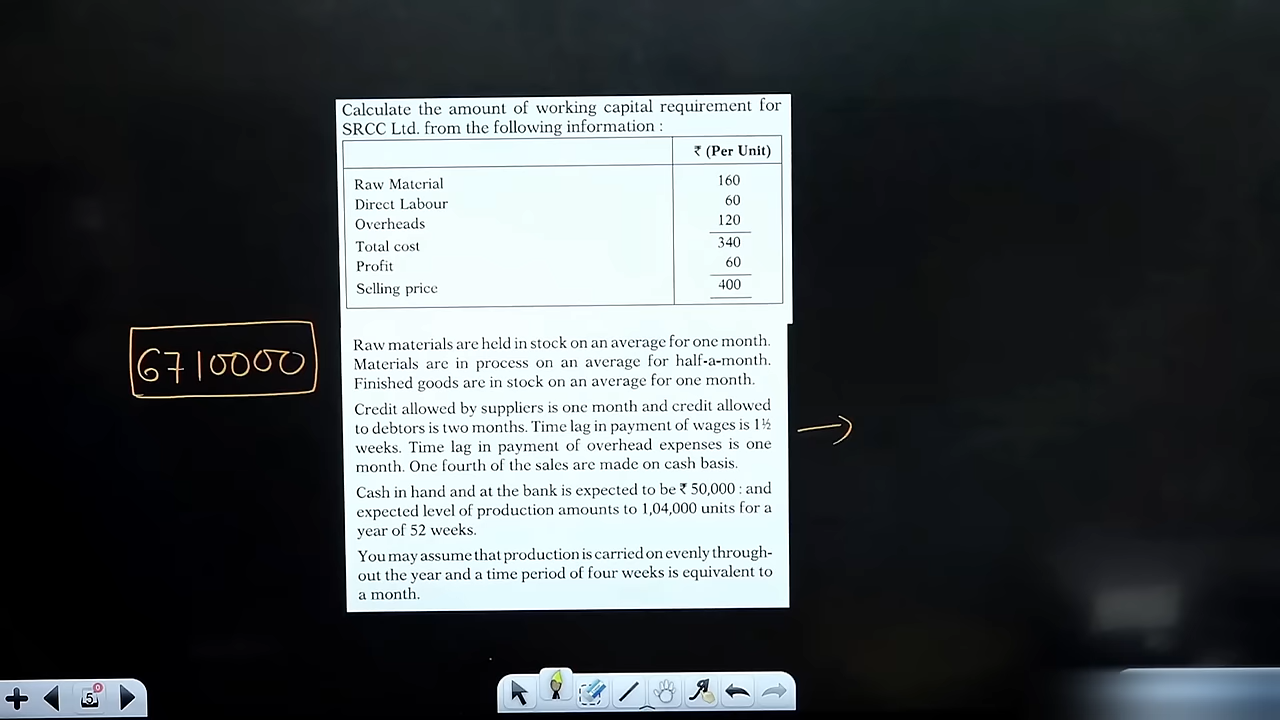 Calculate the amount of working capital requirement for
SRCC Ltd. from the following information :
₹ (Per Unit)
Raw Material 160
Direct Labour 60
Overheads 120
Total cost 340
Profit 60
Selling price 400
6710000
Raw materials are held in stock on an average for one month.
Materials are in process on an average for half-a-month.
Finished goods are in stock on an average for one month.
Credit allowed by suppliers is one month and credit allowed
to debtors is two months. Time lag in payment of wages is 1½
weeks. Time lag in payment of overhead expenses is one
month. One fourth of the sales are made on cash basis.
Cash in hand and at the bank is expected to be ₹ 50,000 : and
expected level of production amounts to 1,04,000 units for a
year of 52 weeks.
You may assume that production is carried on evenly through-
out the year and a time period of four weeks is equivalent to
a month.
5